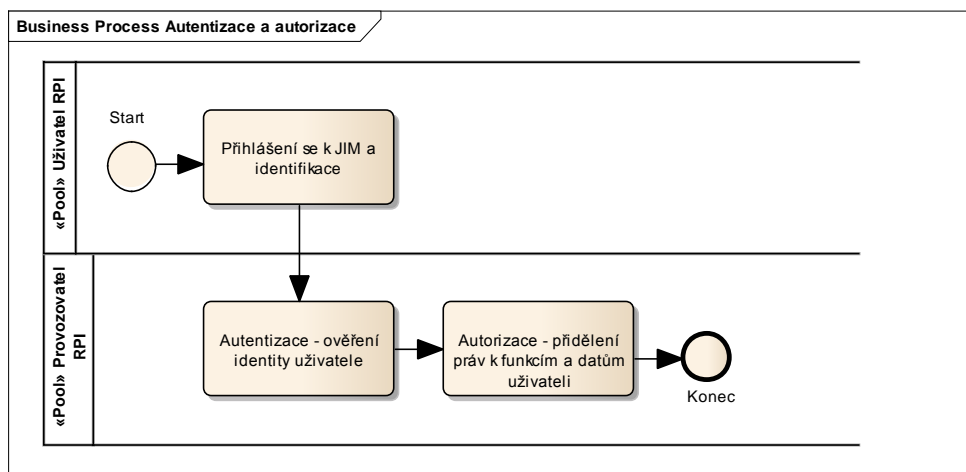 Business Process Autentizace a autorizace
«Pool» Uživatel RPI
Start
Přihlášení se k JIM a
identifikace
«Pool» Provozovatel
RPI
Autentizace - ověření
identity uživatele
Autorizace - přidělení
práv k funkcím a datům
uživateli
Konec